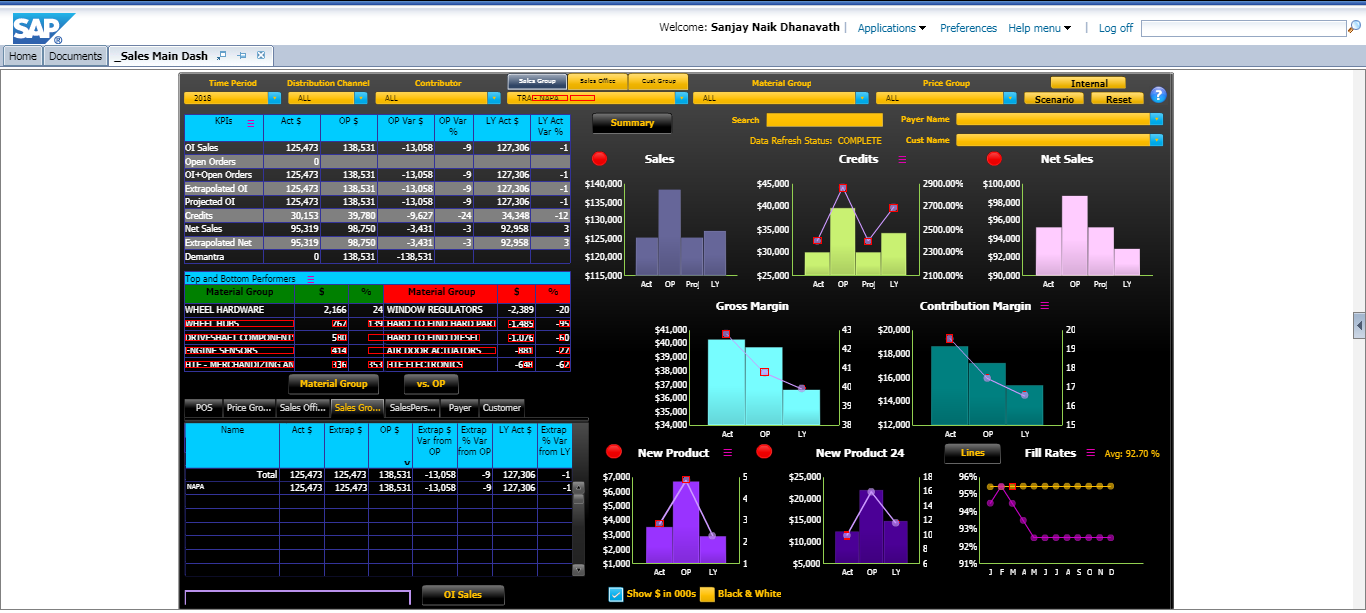 SAP ®
Welcome: Sanjay Naik Dhanavath | Applications Preferences Help menu | Log off
Home Documents _Sales Main Dash
Time Period Distribution Channel Contributor Sales Group Sales Office Cust Group Material Group Price Group Internal
2018 ALL ALL ALL ALL Scenario Reset ?
KPIs Act $ OP $ OP Var $ OP Var % LY Act $ LY Act Var %
OI Sales 125,473 138,531 -13,058 -9 127,306 -1
Open Orders 0
OI+Open Orders 125,473 138,531 -13,058 -9 127,306 -1
Extrapolated OI 125,473 138,531 -13,058 -9 127,306 -1
Projected OI 125,473 138,531 -13,058 -9 127,306 -1
Credits 30,153 39,780 -9,627 -24 34,348 -12
Net Sales 95,319 98,750 -3,431 -3 92,958 3
Extrapolated Net 95,319 98,750 -3,431 -3 92,958 3
Demantra 0 138,531 -138,531
Top and Bottom Performers
Material Group $ % Material Group $ %
WHEEL HARDWARE 2,166 24 WINDOW REGULATORS -2,389 -20
WHEEL HUBS 767 139 HARD TO FIND HARD PART -1,485 -95
DRIVESHAFT COMPONENTS 580 HARD TO FIND DIESEL -1,076 -60
ENGINE SENSORS 414 AIR DOOR ACTUATORS -881 -27
HTE - MERCHANDIZING AN 336 353 HTE ELECTRONICS -648 -62
Material Group vs. OP
POS Price Gro... Sales Offi... Sales Gro... SalesPers... Payer Customer
Name Act $ Extrap $ OP $ Extrap $ Var from OP Extrap % Var from OP LY Act $ Extrap % Var from LY
Total 125,473 125,473 138,531 -13,058 -9 127,306 -1
NAPA 125,473 125,473 138,531 -13,058 -9 127,306 -1
OI Sales
Summary Search Payer Name
Data Refresh Status: COMPLETE Cust Name
Sales
$140,000
$135,000
$130,000
$125,000
$120,000
$115,000
Act OP Proj LY
Credits
$45,000 2900.00%
$40,000 2700.00%
$35,000 2500.00%
$30,000 2300.00%
$25,000 2100.00%
Act OP Proj LY
Net Sales
$100,000
$98,000
$96,000
$94,000
$92,000
$90,000
Act OP Proj LY
Gross Margin
$41,000 43
$40,000 42
$39,000 41
$38,000
$37,000 40
$36,000 39
$35,000
$34,000 38
Act OP LY
Contribution Margin
$20,000 20
19
$18,000 18
$16,000 17
$14,000 16
$12,000 15
Act OP LY
New Product
$7,000 5
$6,000
$5,000 4
$4,000 3
$3,000
$2,000 2
$1,000 1
Act OP LY
New Product 24
$25,000 18
$20,000 16
14
$15,000 12
$10,000 10
8
$5,000 6
Act OP LY
Lines Fill Rates Avg: 92.70 %
96%
95%
94%
93%
92%
91%
J F M A M J J A S O N D
Show $ in 000s Black & White